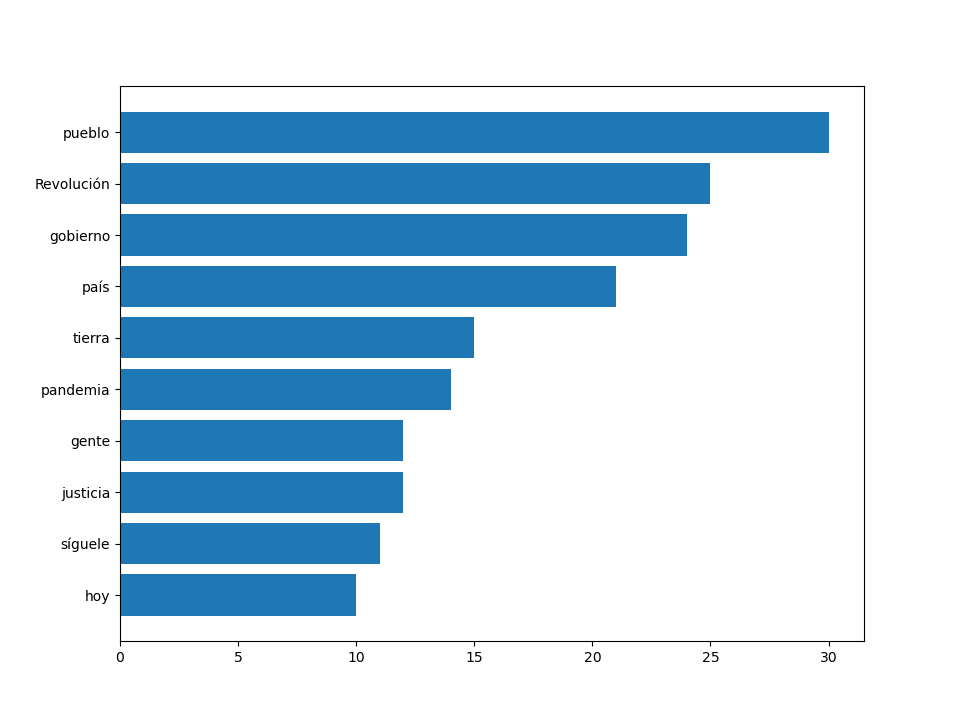 pueblo
Revolución
gobierno
país
tierra
pandemia
gente
justicia
síguele
hoy
0 5 10 15 20 25 30